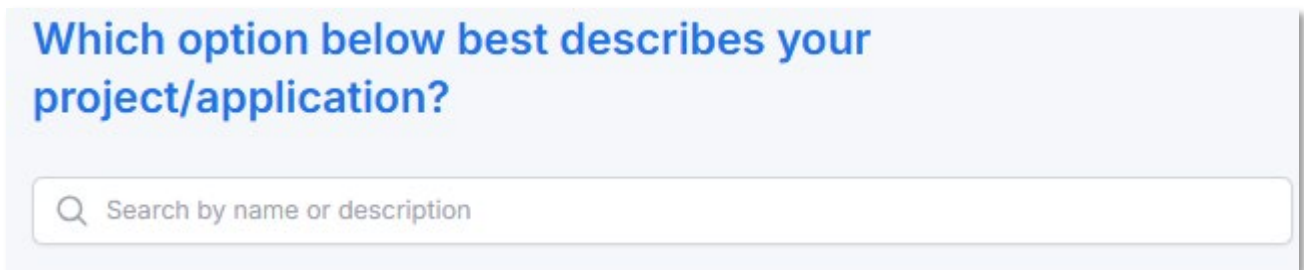 Which option below best describes your
project/application?
Search by name or description